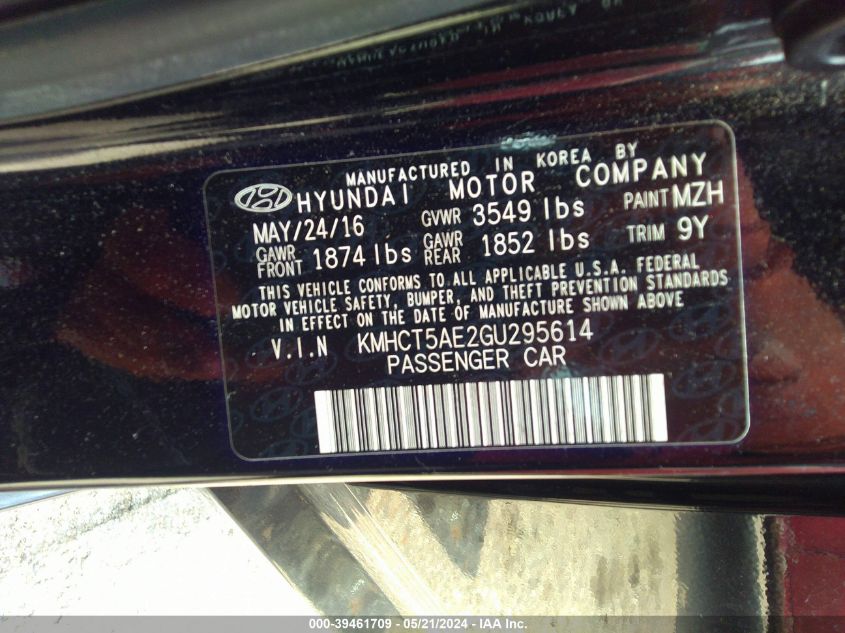 MANUFACTURED IN KOREA BY
HYUNDAI MOTOR COMPANY
MAY/24/16 GVWR 3549 lbs PAINT MZH
GAWR FRONT 1874 lbs GAWR REAR 1852 lbs TRIM 9Y
THIS VEHICLE CONFORMS TO ALL APPLICABLE U.S.A. FEDERAL
MOTOR VEHICLE SAFETY, BUMPER, AND THEFT PREVENTION STANDARDS
IN EFFECT ON THE DATE OF MANUFACTURE SHOWN ABOVE
V.I.N KMHCT5AE2GU295614
PASSENGER CAR
000-39461709 - 05/21/2024 - IAA Inc.